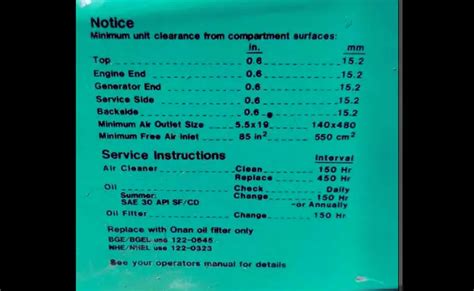 Notice
Minimum unit clearance from compartment surfaces:
in. mm
Top 0.6 15.2
Engine End 0.6 15.2
Generator End 0.6 15.2
Service Side 0.6 15.2
Backside 0.6 15.2
Minimum Air Outlet Size 5.5x19 140x480
Minimum Free Air Inlet 85 in² 550 cm²
Service Instructions Interval
Air Cleaner Clean 150 Hr
Replace 450 Hr
Oil Check Daily
Summer: Change 150 Hr
SAE 30 API SF/CD -or Annually
Oil Filter Change 150 Hr
Replace with Onan oil filter only
BGE/BGEL use 122-0645
NHE/NHEL use 122-0323
See your operators manual for details